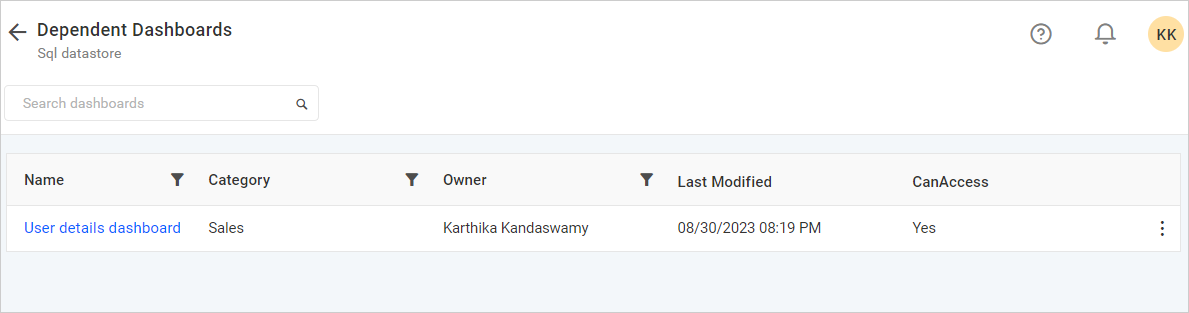 Dependent Dashboards
Sql datastore
KK
Search dashboards
Name Category Owner Last Modified CanAccess
User details dashboard Sales Karthika Kandaswamy 08/30/2023 08:19 PM Yes